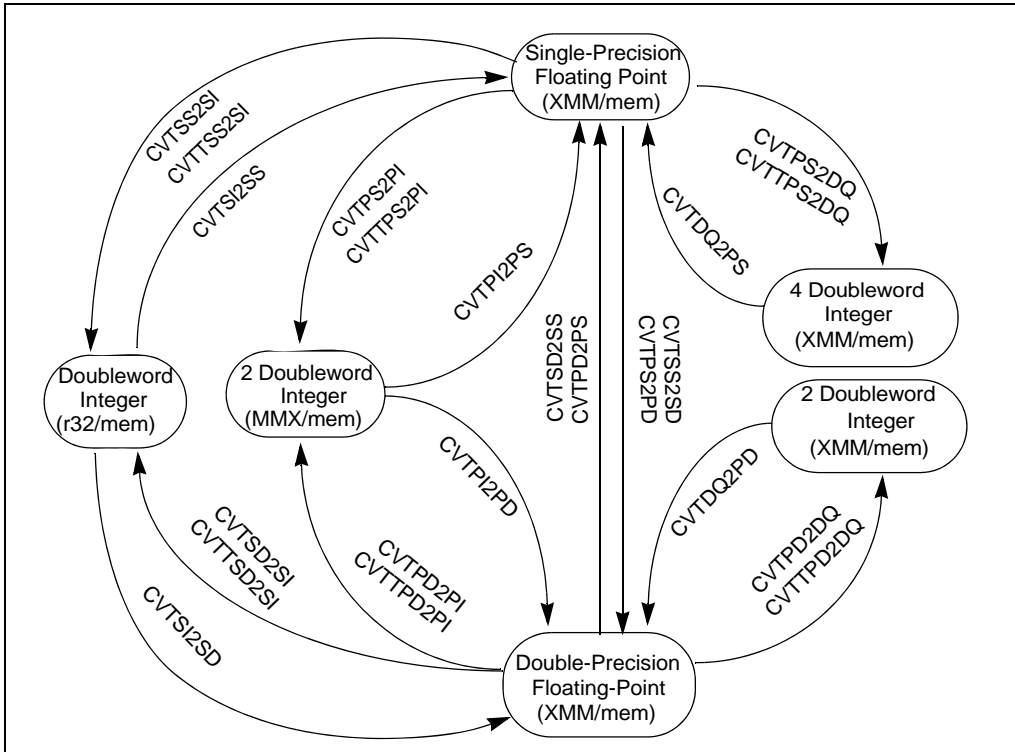 Single-Precision
Floating Point
(XMM/mem)
CVTSS2SI
CVTTSS2SI
CVTSI2SS
CVTPS2PI
CVTTPS2PI
CVTPI2PS
CVTPS2DQ
CVTTPS2DQ
CVTDQ2PS
4 Doubleword
Integer
(XMM/mem)
Doubleword
Integer
(r32/mem)
2 Doubleword
Integer
(MMX/mem)
CVTSD2SS
CVTPD2PS
CVTSS2SD
CVTPS2PD
2 Doubleword
Integer
(XMM/mem)
CVTPI2PD
CVTDQ2PD
CVTSD2SI
CVTTSD2SI
CVTPD2PI
CVTTPD2PI
CVTPD2DQ
CVTTPD2DQ
CVTSI2SD
Double-Precision
Floating-Point
(XMM/mem)